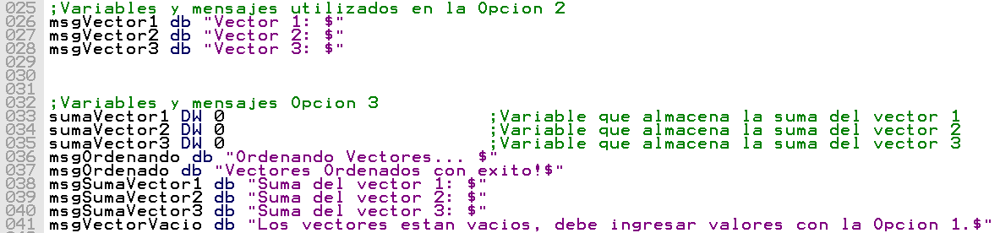 025 ;Variables y mensajes utilizados en la Opcion 2
026 msgVector1 db "Vector 1: $"
027 msgVector2 db "Vector 2: $"
028 msgVector3 db "Vector 3: $"
029
030
031
032 ;Variables y mensajes Opcion 3
033 sumaVector1 DW 0 ;Variable que almacena la suma del vector 1
034 sumaVector2 DW 0 ;Variable que almacena la suma del vector 2
035 sumaVector3 DW 0 ;Variable que almacena la suma del vector 3
036 msgOrdenando db "Ordenando Vectores... $"
037 msgOrdenado db "Vectores Ordenados con exito!$"
038 msgSumaVector1 db "Suma del vector 1: $"
039 msgSumaVector2 db "Suma del vector 2: $"
040 msgSumaVector3 db "Suma del vector 3: $"
041 msgVectorVacio db "Los vectores estan vacios, debe ingresar valores con la Opcion 1.$"